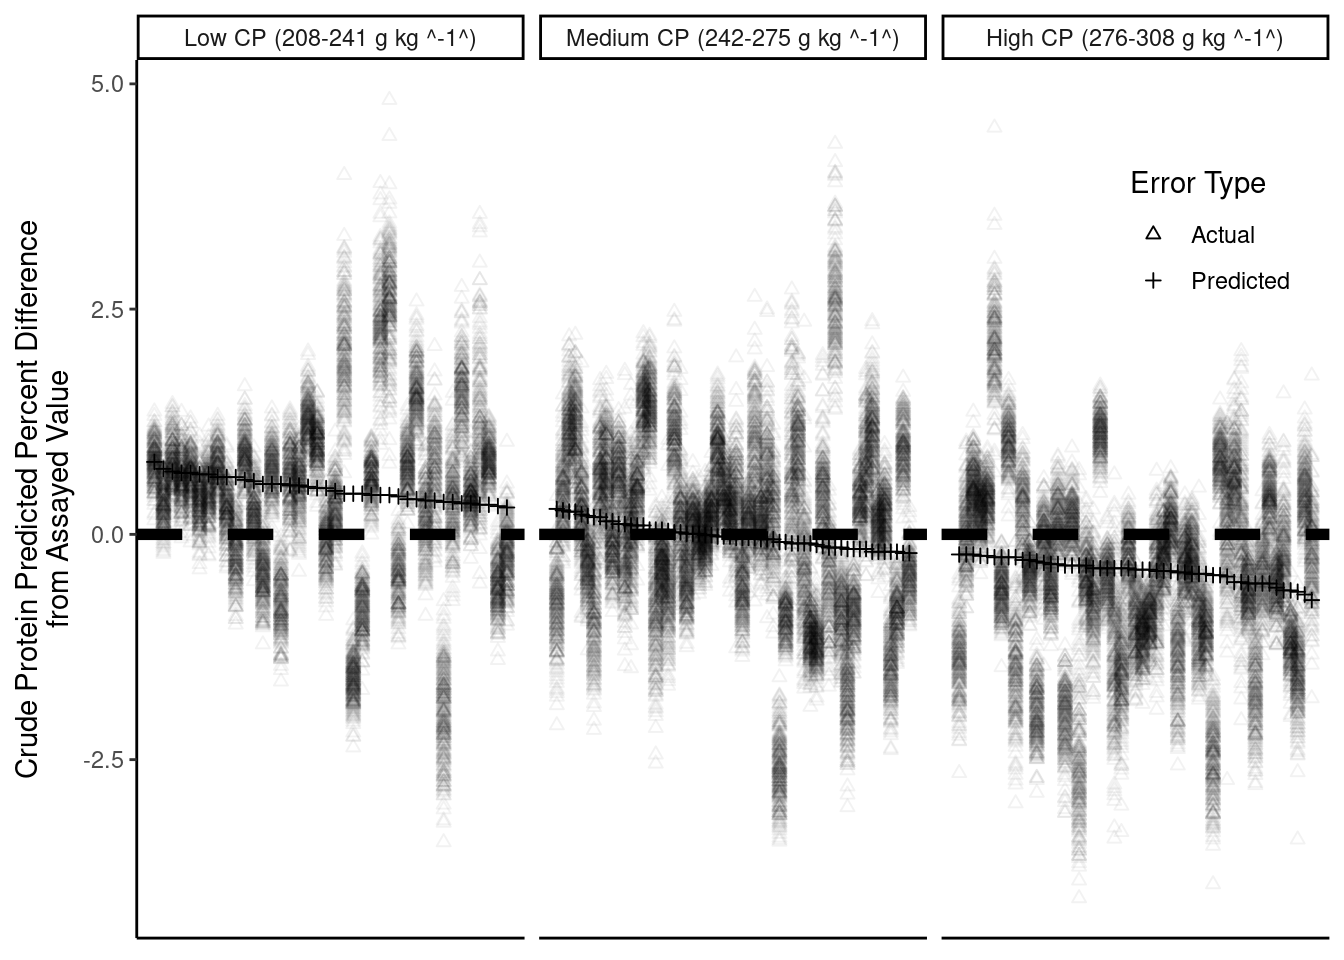 Low CP (208-241 g kg ^-1^)
Medium CP (242-275 g kg ^-1^)
High CP (276-308 g kg ^-1^)
Crude Protein Predicted Percent Difference
from Assayed Value
5.0
2.5
0.0
-2.5
Error Type
Actual
Predicted